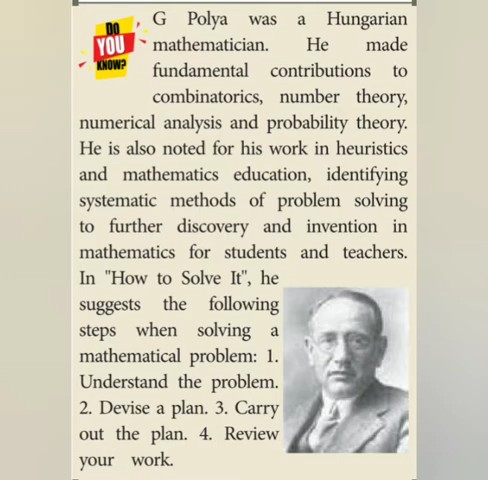 DO
YOU
KNOW?
G Polya was a Hungarian
mathematician. He made
fundamental contributions to
combinatorics, number theory,
numerical analysis and probability theory.
He is also noted for his work in heuristics
and mathematics education, identifying
systematic methods of problem solving
to further discovery and invention in
mathematics for students and teachers.
In "How to Solve It", he
suggests the following
steps when solving a
mathematical problem: 1.
Understand the problem.
2. Devise a plan. 3. Carry
out the plan. 4. Review
your work.